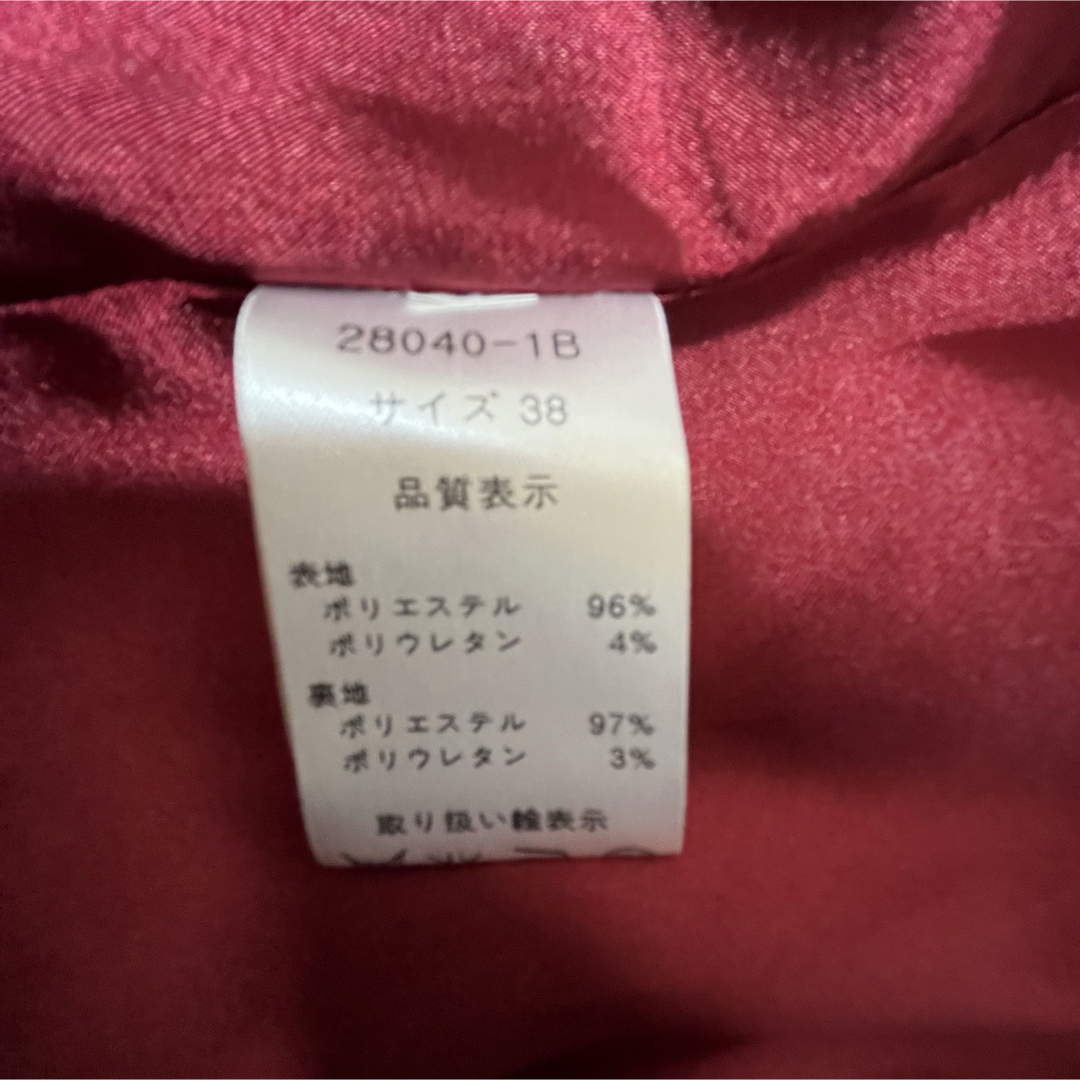 28040-1B
サイズ 38
品質表示
表地
ポリエステル 96%
ポリウレタン 4%
裏地
ポリエステル 97%
ポリウレタン 3%
取り扱い絵表示